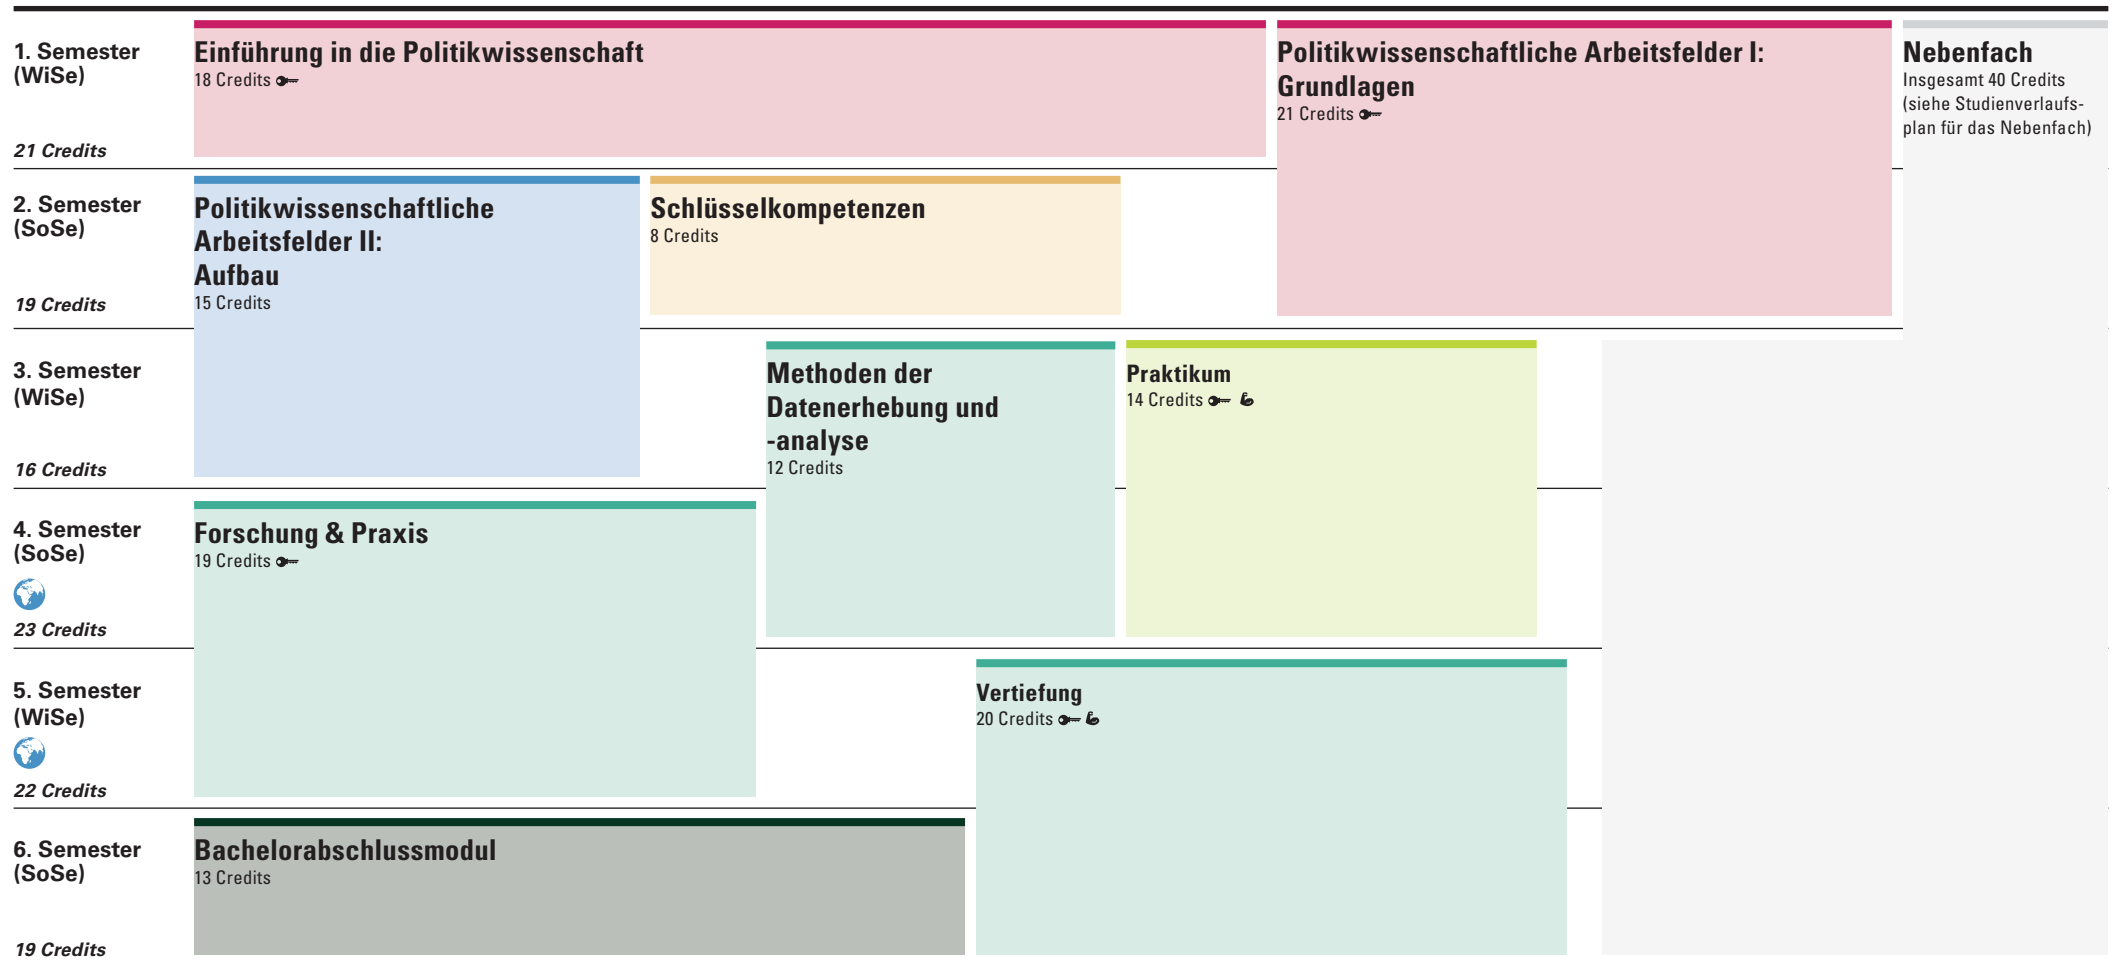 1. Semester
(WiSe)
21 Credits
Einführung in die Politikwissenschaft
18 Credits
Politikwissenschaftliche Arbeitsfelder I:
Grundlagen
21 Credits
Nebenfach
Insgesamt 40 Credits
(siehe Studienverlaufs-
plan für das Nebenfach)
2. Semester
(SoSe)
19 Credits
Politikwissenschaftliche
Arbeitsfelder II:
Aufbau
15 Credits
Schlüsselkompetenzen
8 Credits
3. Semester
(WiSe)
16 Credits
Methoden der
Datenerhebung und
-analyse
12 Credits
Praktikum
14 Credits
4. Semester
(SoSe)
23 Credits
Forschung & Praxis
19 Credits
5. Semester
(WiSe)
22 Credits
Vertiefung
20 Credits
6. Semester
(SoSe)
19 Credits
Bachelorabschlussmodul
13 Credits